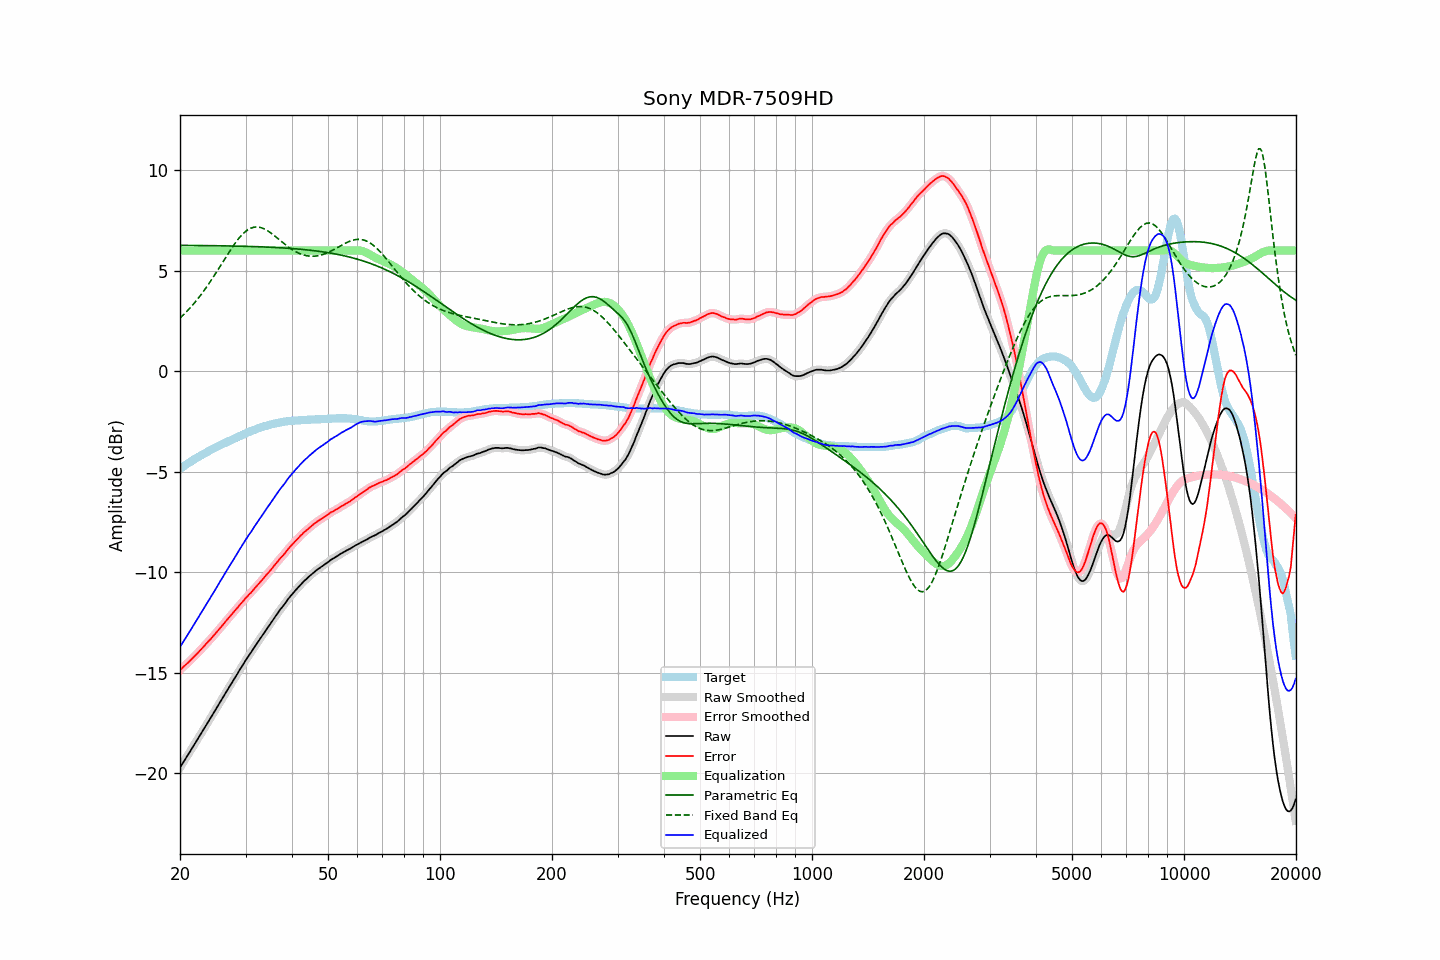 Sony MDR-7509HD
Amplitude (dBr)
10
5
0
−5
−10
−15
−20
Target
Raw Smoothed
Error Smoothed
Raw
Error
Equalization
Parametric Eq
Fixed Band Eq
Equalized
20 50 100 200 500 1000 2000 5000 10000 20000
Frequency (Hz)